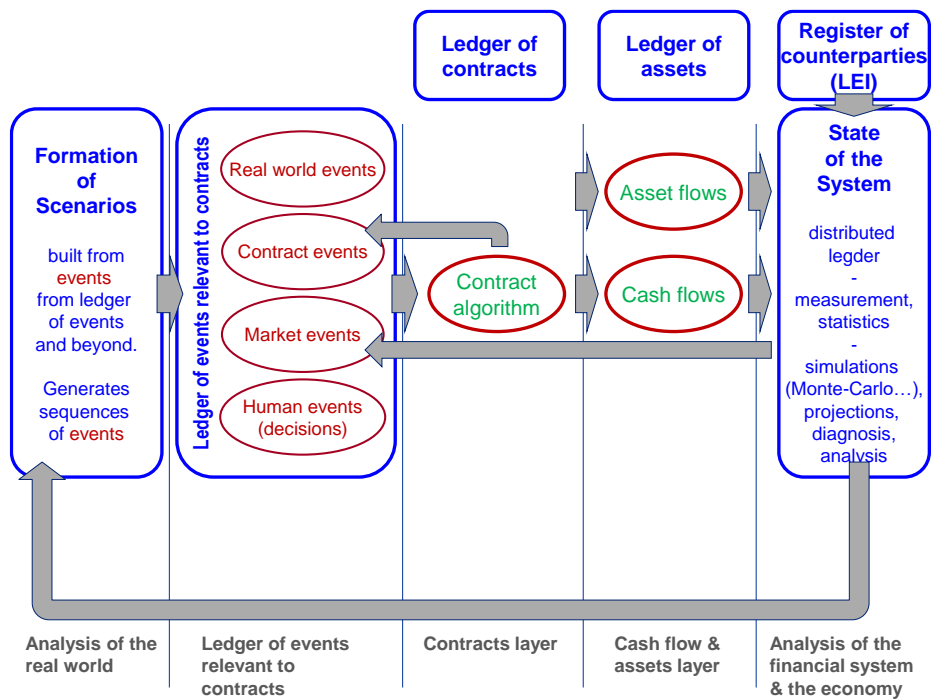 Ledger of
contracts
Ledger of
assets
Register of
counterparties
(LEI)
Formation
of
Scenarios
built from
events
from ledger
of events
and beyond.
Generates
sequences
of events
Ledger of events relevant to contracts
Real world events
Contract events
Market events
Human events
(decisions)
Contract
algorithm
Asset flows
Cash flows
State
of the
System
distributed
legder
-
measurement,
statistics
-
simulations
(Monte-Carlo…),
projections,
diagnosis,
analysis
Analysis of the
real world
Ledger of events
relevant to
contracts
Contracts layer
Cash flow &
assets layer
Analysis of the
financial system
& the economy